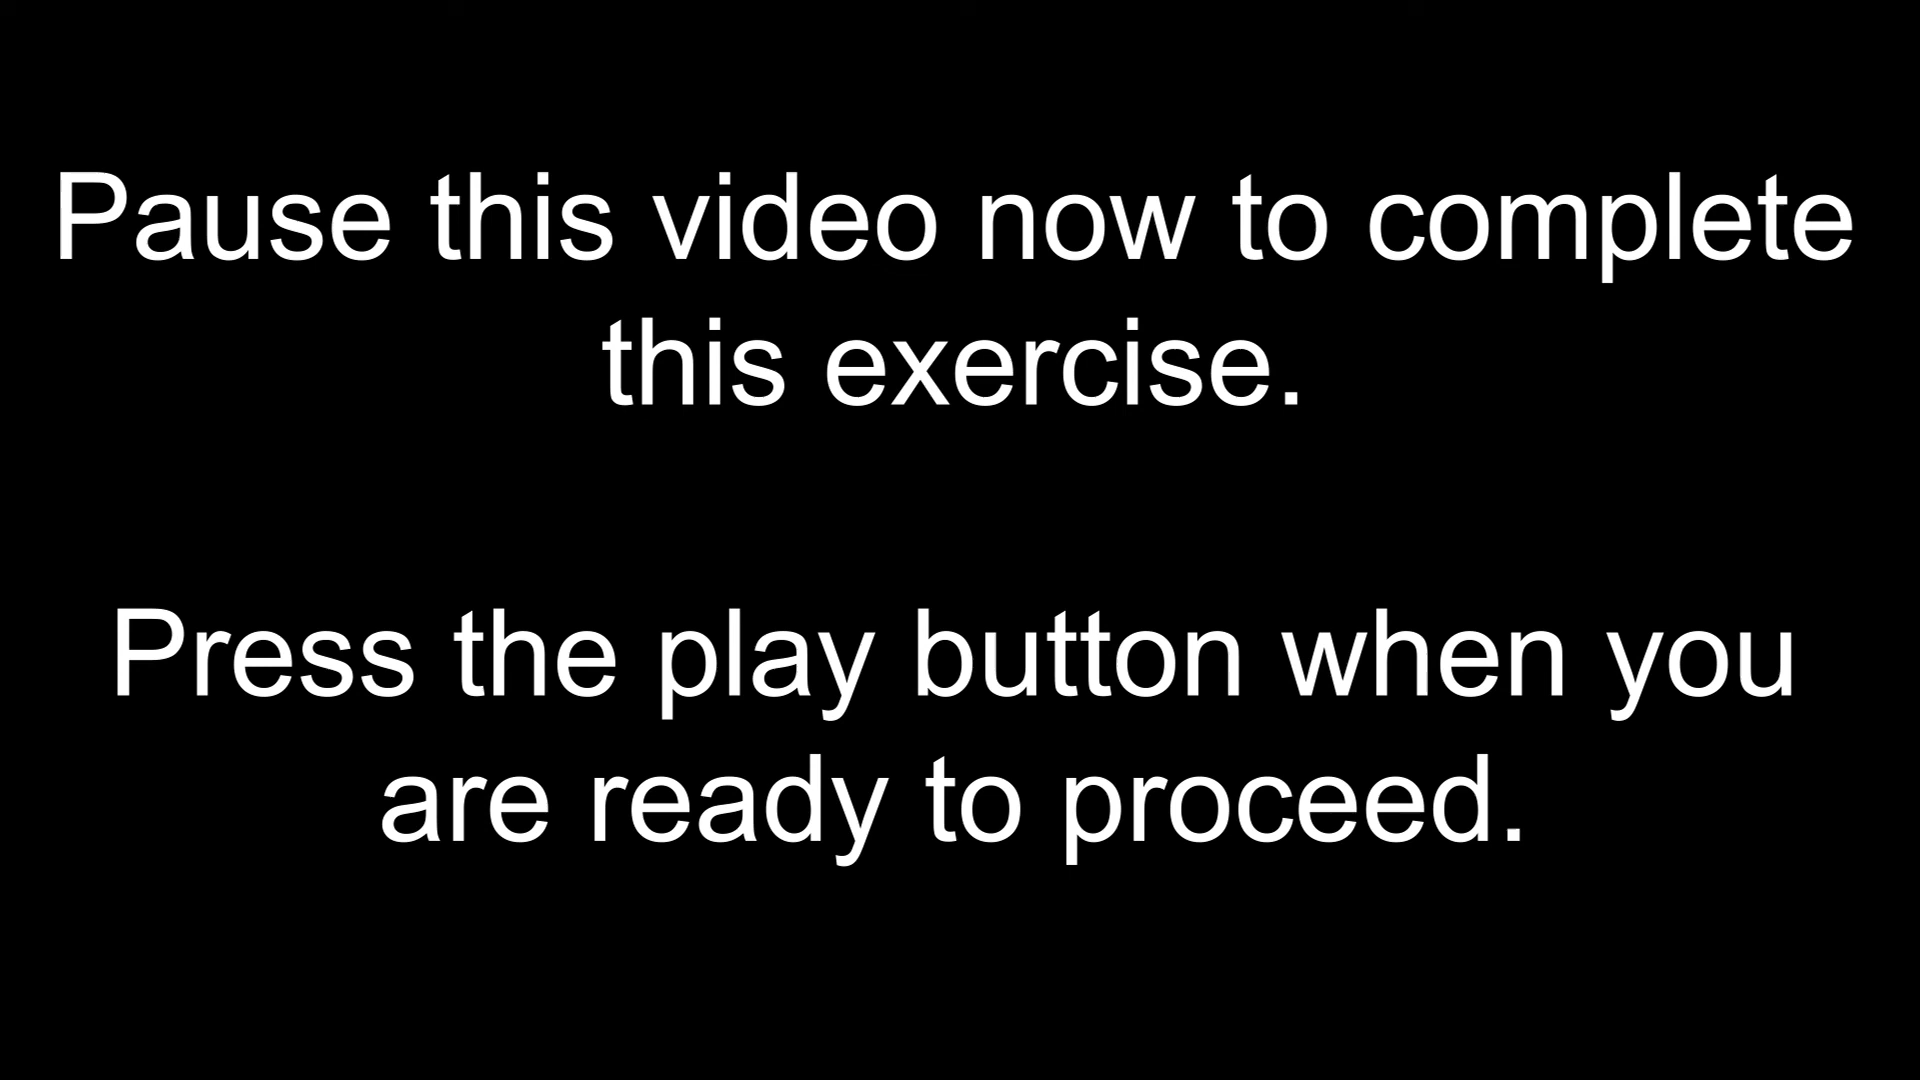 Pause this video now to complete
this exercise.
Press the play button when you
are ready to proceed.